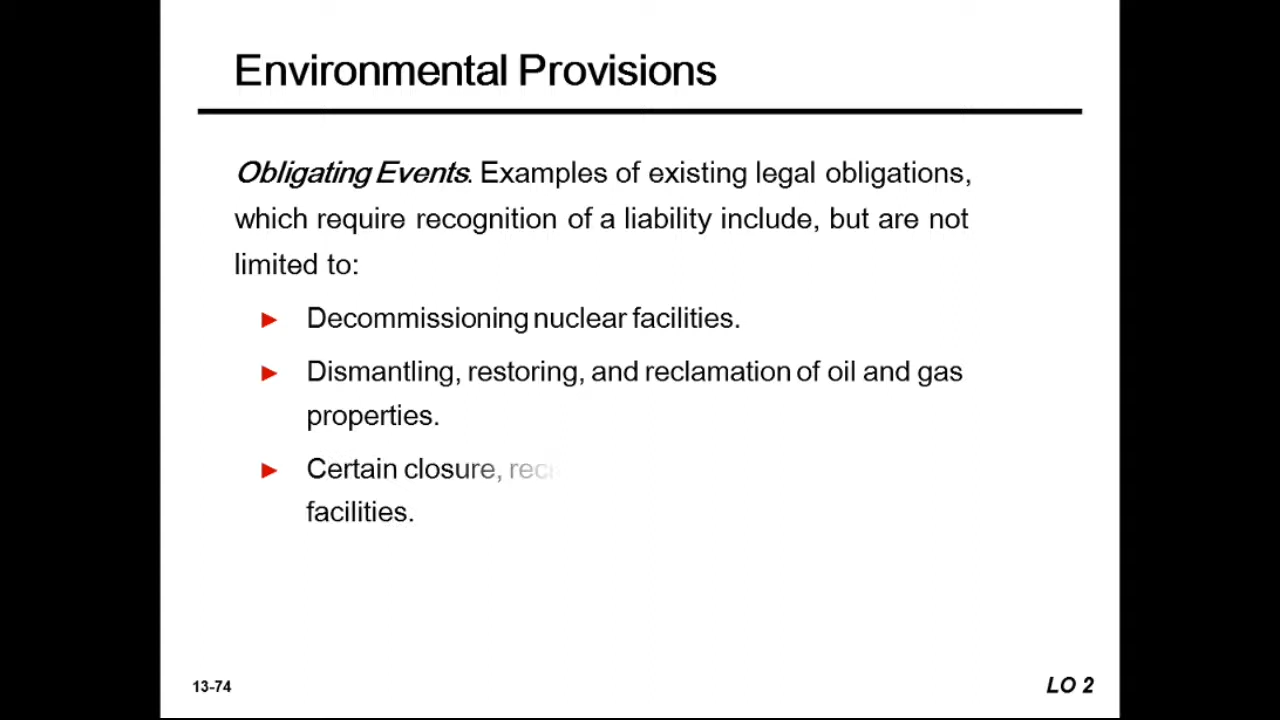 Environmental Provisions
Obligating Events. Examples of existing legal obligations,
which require recognition of a liability include, but are not
limited to:
► Decommissioning nuclear facilities.
► Dismantling, restoring, and reclamation of oil and gas
properties.
► Certain closure,
facilities.
13-74
LO 2